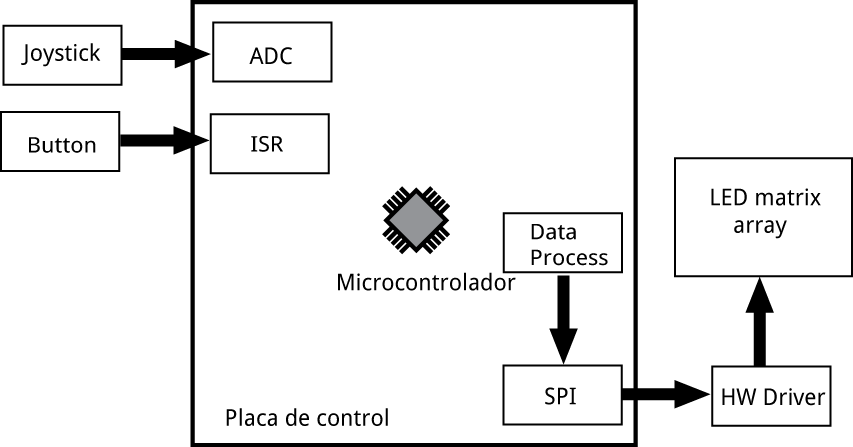 Joystick
ADC
Button
ISR
LED matrix
array
Data
Process
Microcontrolador
SPI
HW Driver
Placa de control